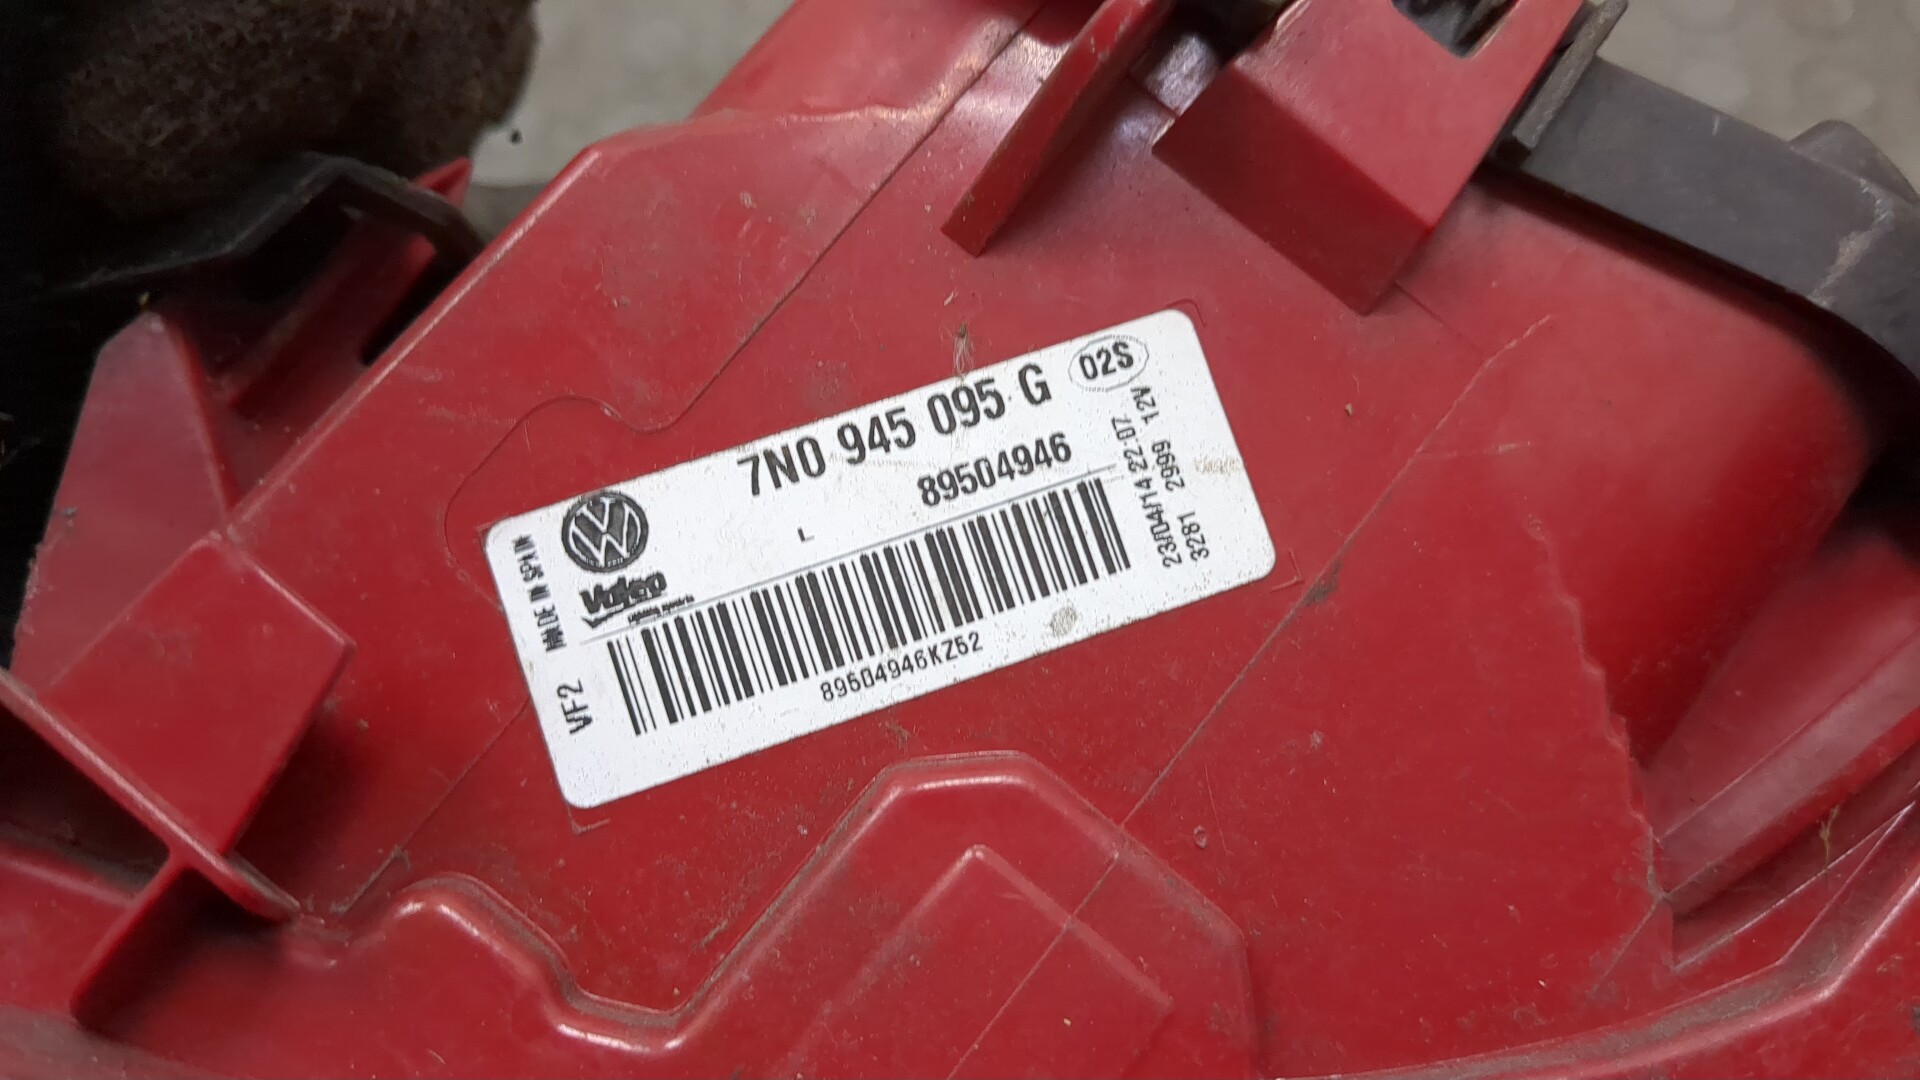 7N0 945 095 G
02S
89504946
L
MADE IN SPAIN
Valeo
VF2
89504946KZ52
23/04/14 22:07
3281 2999 12V